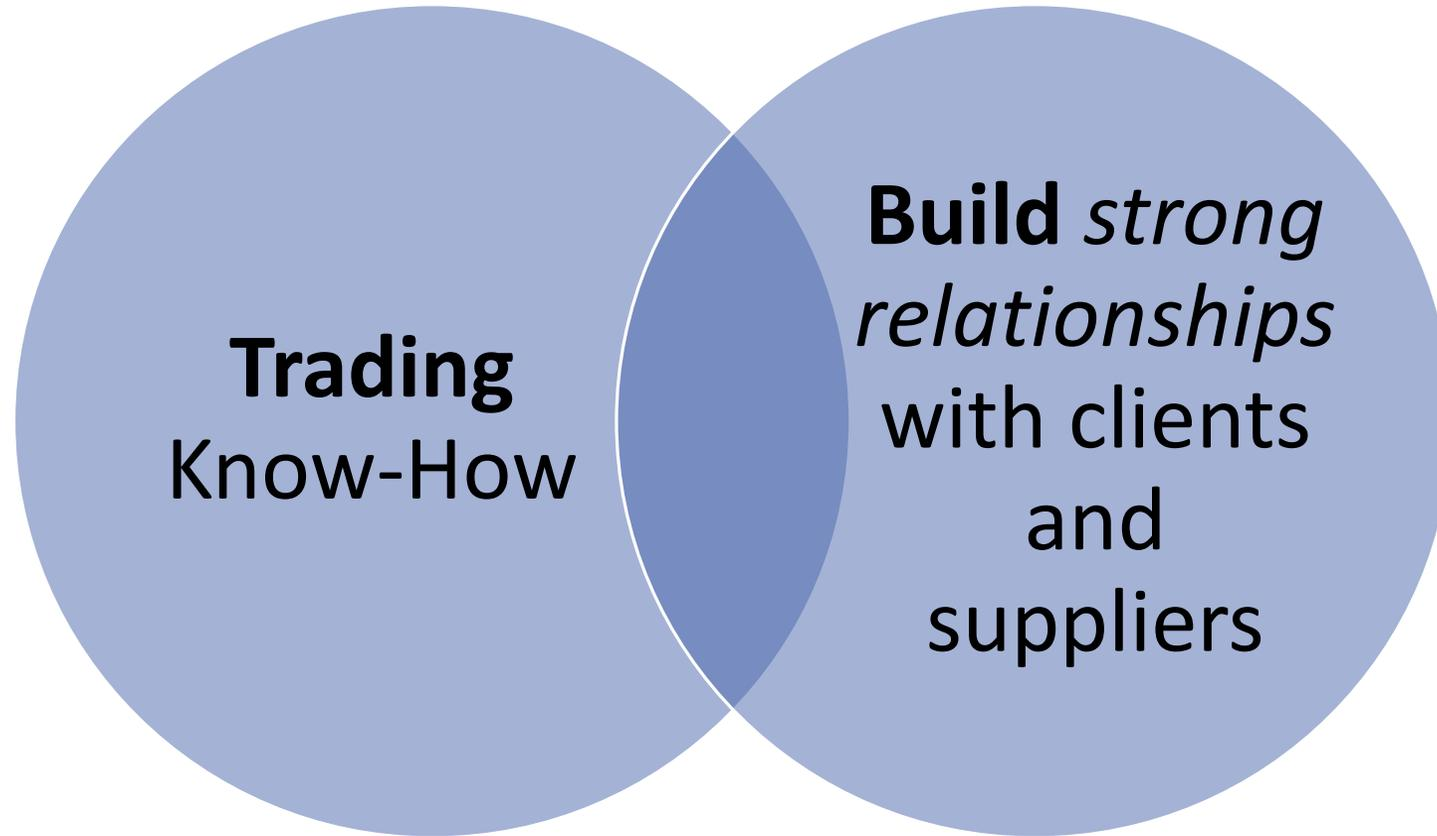 Trading
Know-How
Build strong
relationships
with clients
and
suppliers